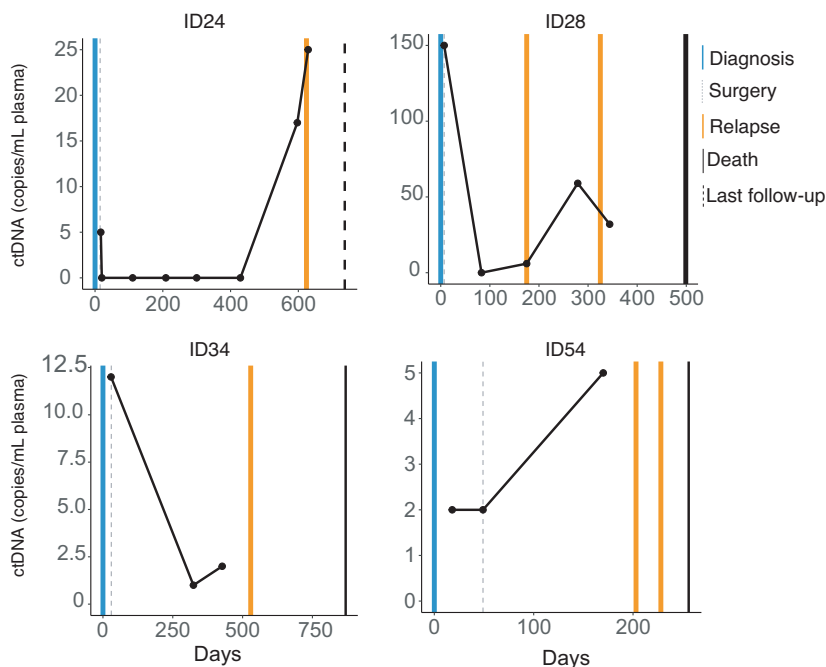 ID24
ctDNA (copies/mL plasma)
25
20
15
10
5
0
0 200 400 600
ID28
150
100
50
0
0 100 200 300 400 500
Diagnosis
Surgery
Relapse
Death
Last follow-up
ID34
ctDNA (copies/mL plasma)
12.5
10.0
7.5
5.0
2.5
0
0 250 500 750
Days
ID54
5
4
3
2
1
0
0 100 200
Days